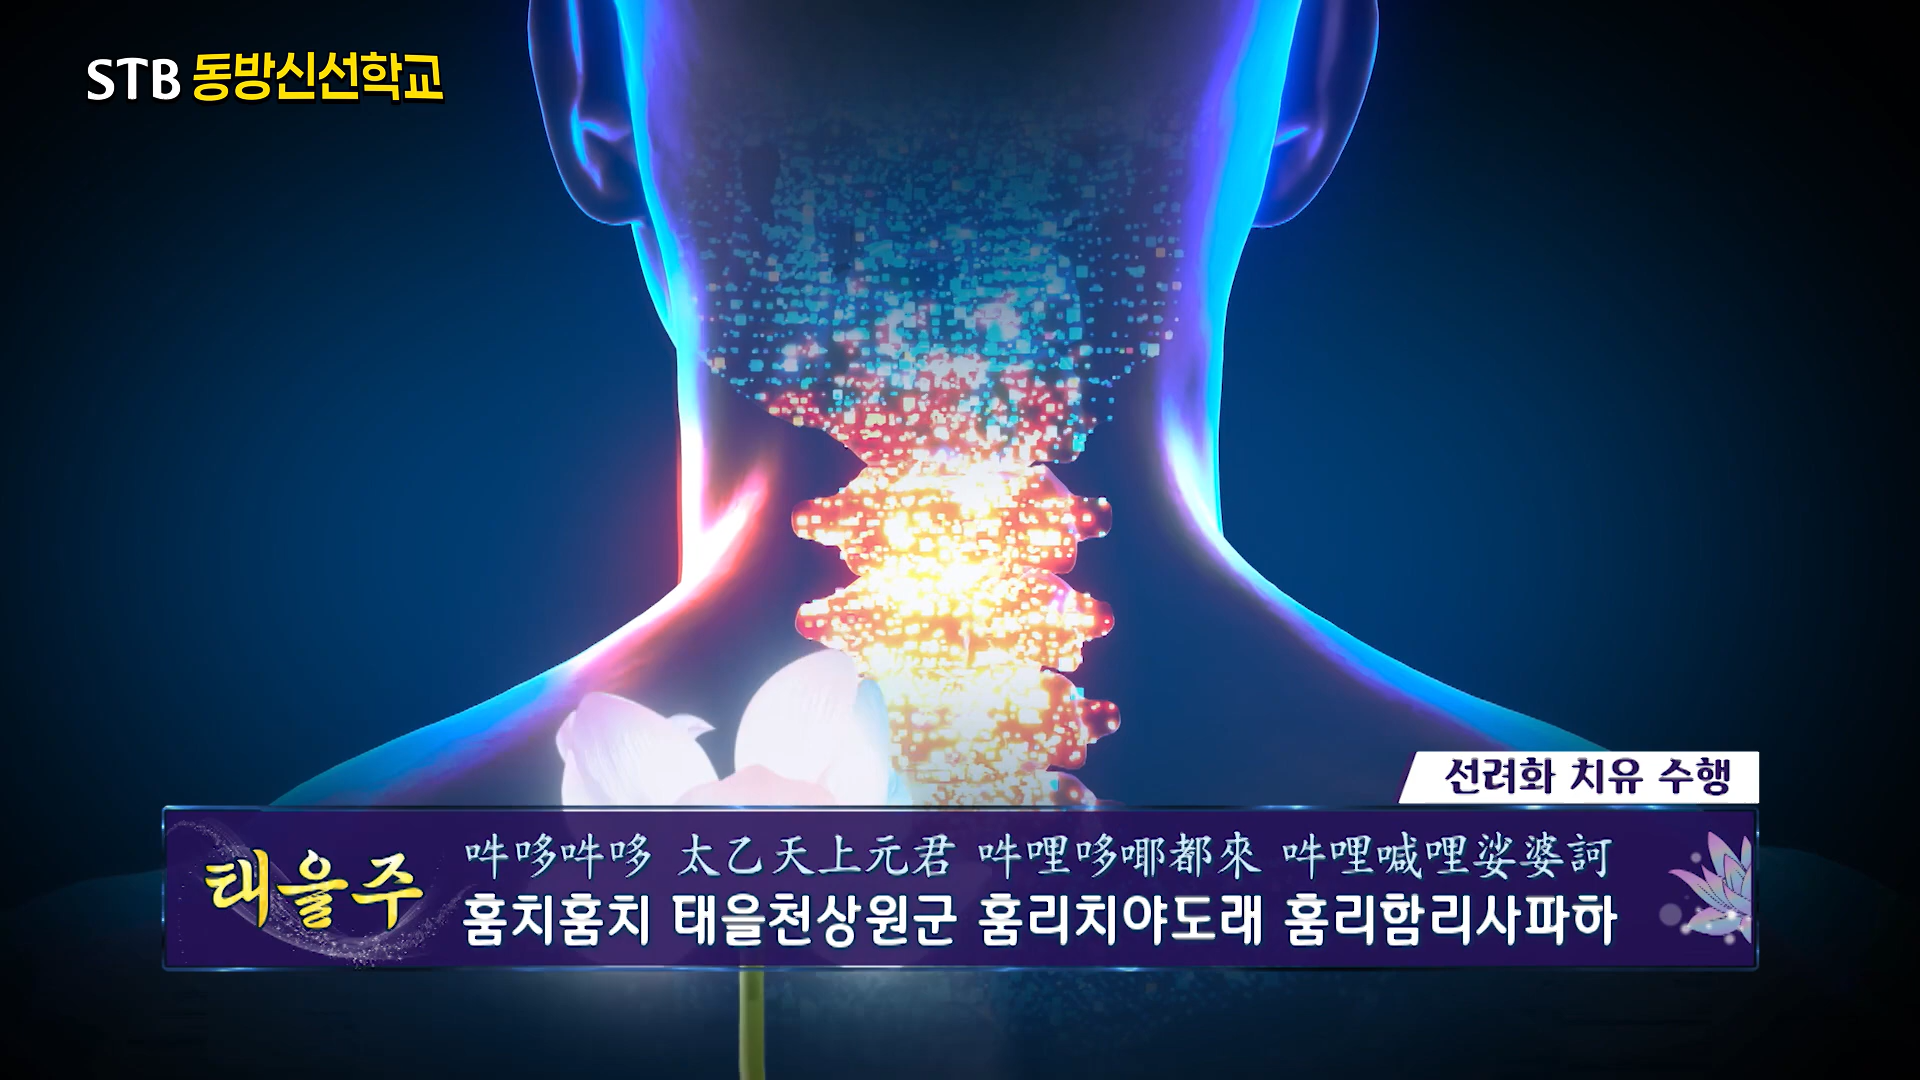 STB 동방신선학교
선려화 치유 수행
태을주
吽哆吽哆 太乙天上元君 吽哩哆㖿都來 吽哩喊哩娑婆訶
훔치훔치 태을천상원군 훔리치야도래 훔리함리사파하